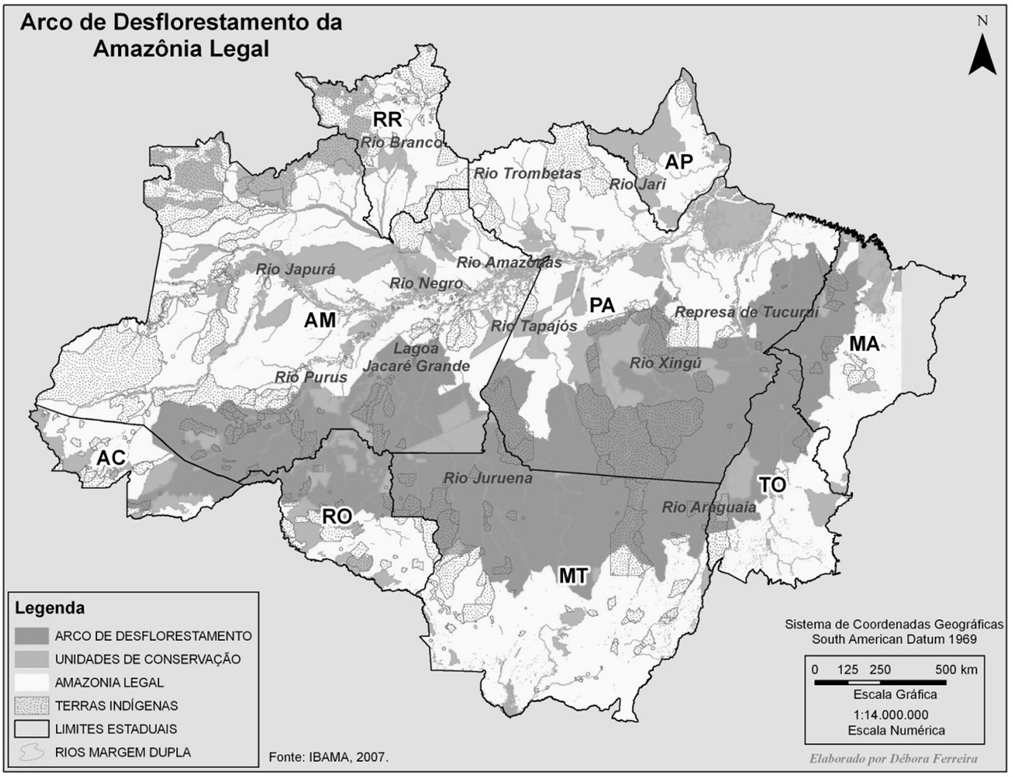 Arco de Desflorestamento da
Amazônia Legal
N
RR
Rio Branco
AP
Rio Trombetas
Rio Jari
Rio Amazonas
Rio Japurá
Rio Negro
AM
PA
Rio Tapajós
Represa de Tucurpí
MA
Lagoa
Jacaré Grande
Rio Xingú
Rio Purus
AC
Rio Juruena
TO
Rio Araguaia
RO
MT
Legenda
ARCO DE DESFLORESTAMENTO
UNIDADES DE CONSERVAÇÃO
AMAZONIA LEGAL
TERRAS INDÍGENAS
LIMITES ESTADUAIS
RIOS MARGEM DUPLA
Fonte: IBAMA, 2007.
Sistema de Coordenadas Geográficas
South American Datum 1969
0 125 250 500 km
Escala Gráfica
1:14.000.000
Escala Numérica
Elaborado por Débora Ferreira